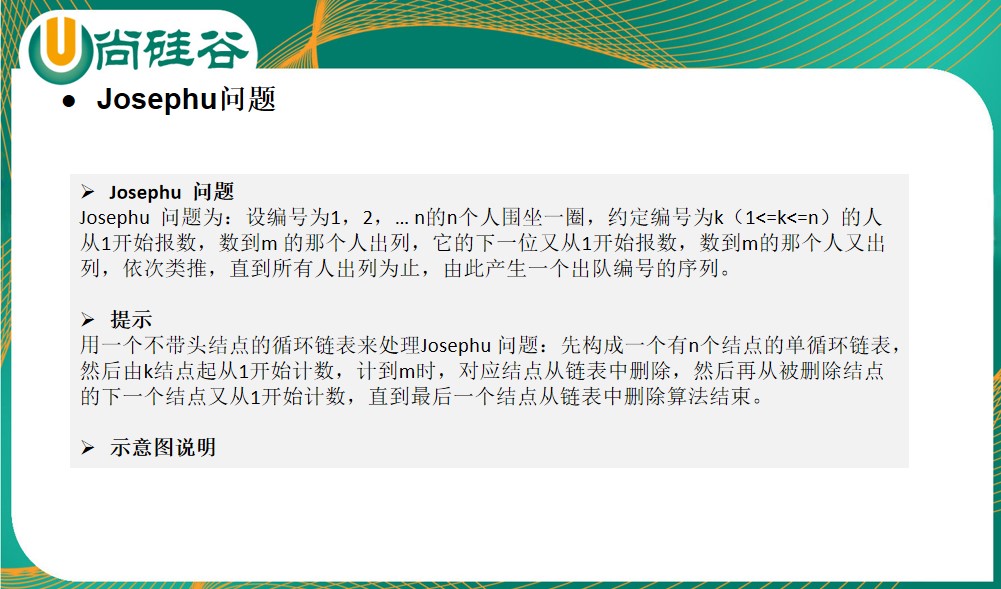 尚硅谷
● Josephu问题
➢ Josephu 问题
Josephu 问题为：设编号为1，2，… n的n个人围坐一圈，约定编号为k（1<=k<=n）的人
从1开始报数，数到m 的那个人出列，它的下一位又从1开始报数，数到m的那个人又出
列，依次类推，直到所有人出列为止，由此产生一个出队编号的序列。
➢ 提示
用一个不带头结点的循环链表来处理Josephu 问题：先构成一个有n个结点的单循环链表，
然后由k结点起从1开始计数，计到m时，对应结点从链表中删除，然后再从被删除结点
的下一个结点又从1开始计数，直到最后一个结点从链表中删除算法结束。
➢ 示意图说明